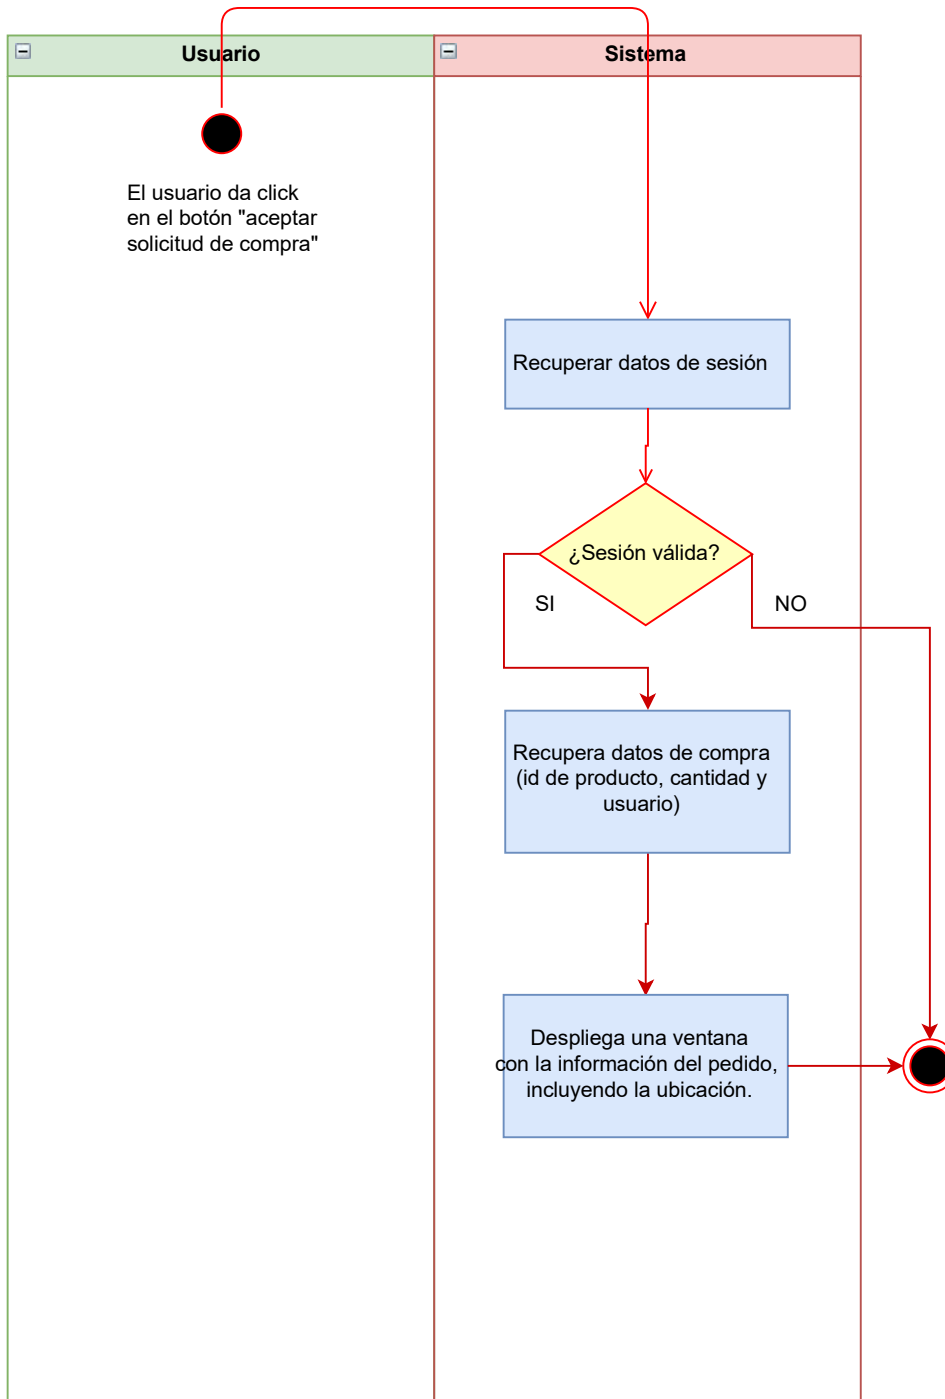 Usuario
Sistema
El usuario da click
en el botón "aceptar
solicitud de compra"
Recuperar datos de sesión
¿Sesión válida?
SI
NO
Recupera datos de compra
(id de producto, cantidad y
usuario)
Despliega una ventana
con la información del pedido,
incluyendo la ubicación.